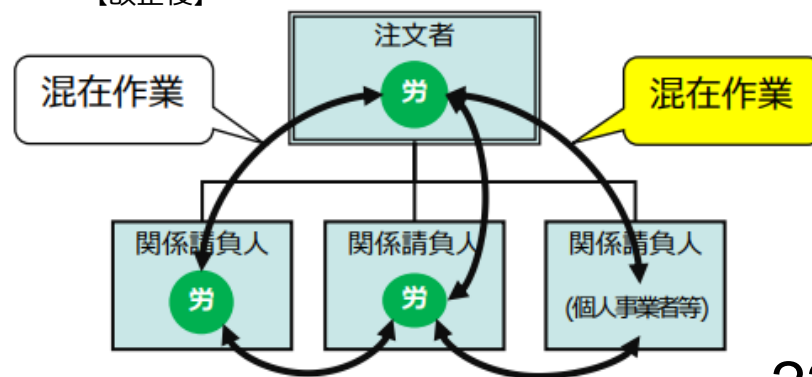 注文者
混在作業
労
混在作業
関係請負人
関係請負人
関係請負人
労
労
(個人事業者等)